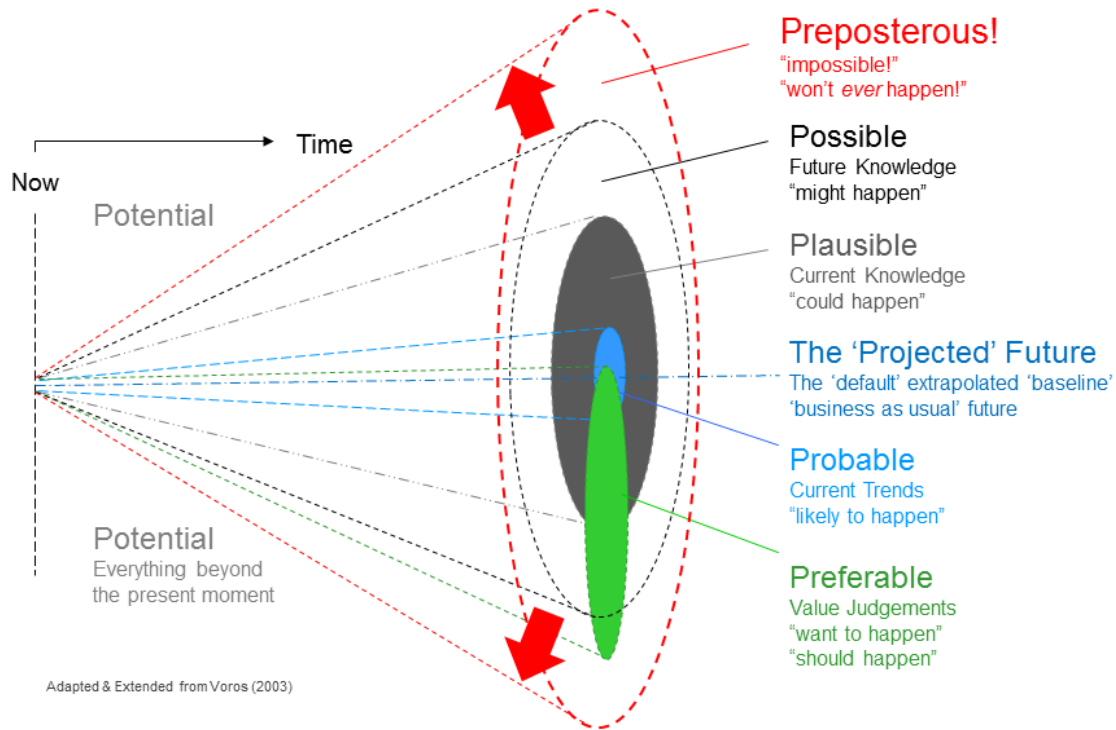 Time
Now
Potential
Potential
Everything beyond
the present moment
Adapted & Extended from Voros (2003)
Preposterous!
“impossible!”
“won’t ever happen!”
Possible
Future Knowledge
“might happen”
Plausible
Current Knowledge
“could happen”
The ‘Projected’ Future
The ‘default’ extrapolated ‘baseline’
‘business as usual’ future
Probable
Current Trends
“likely to happen”
Preferable
Value Judgements
“want to happen”
“should happen”